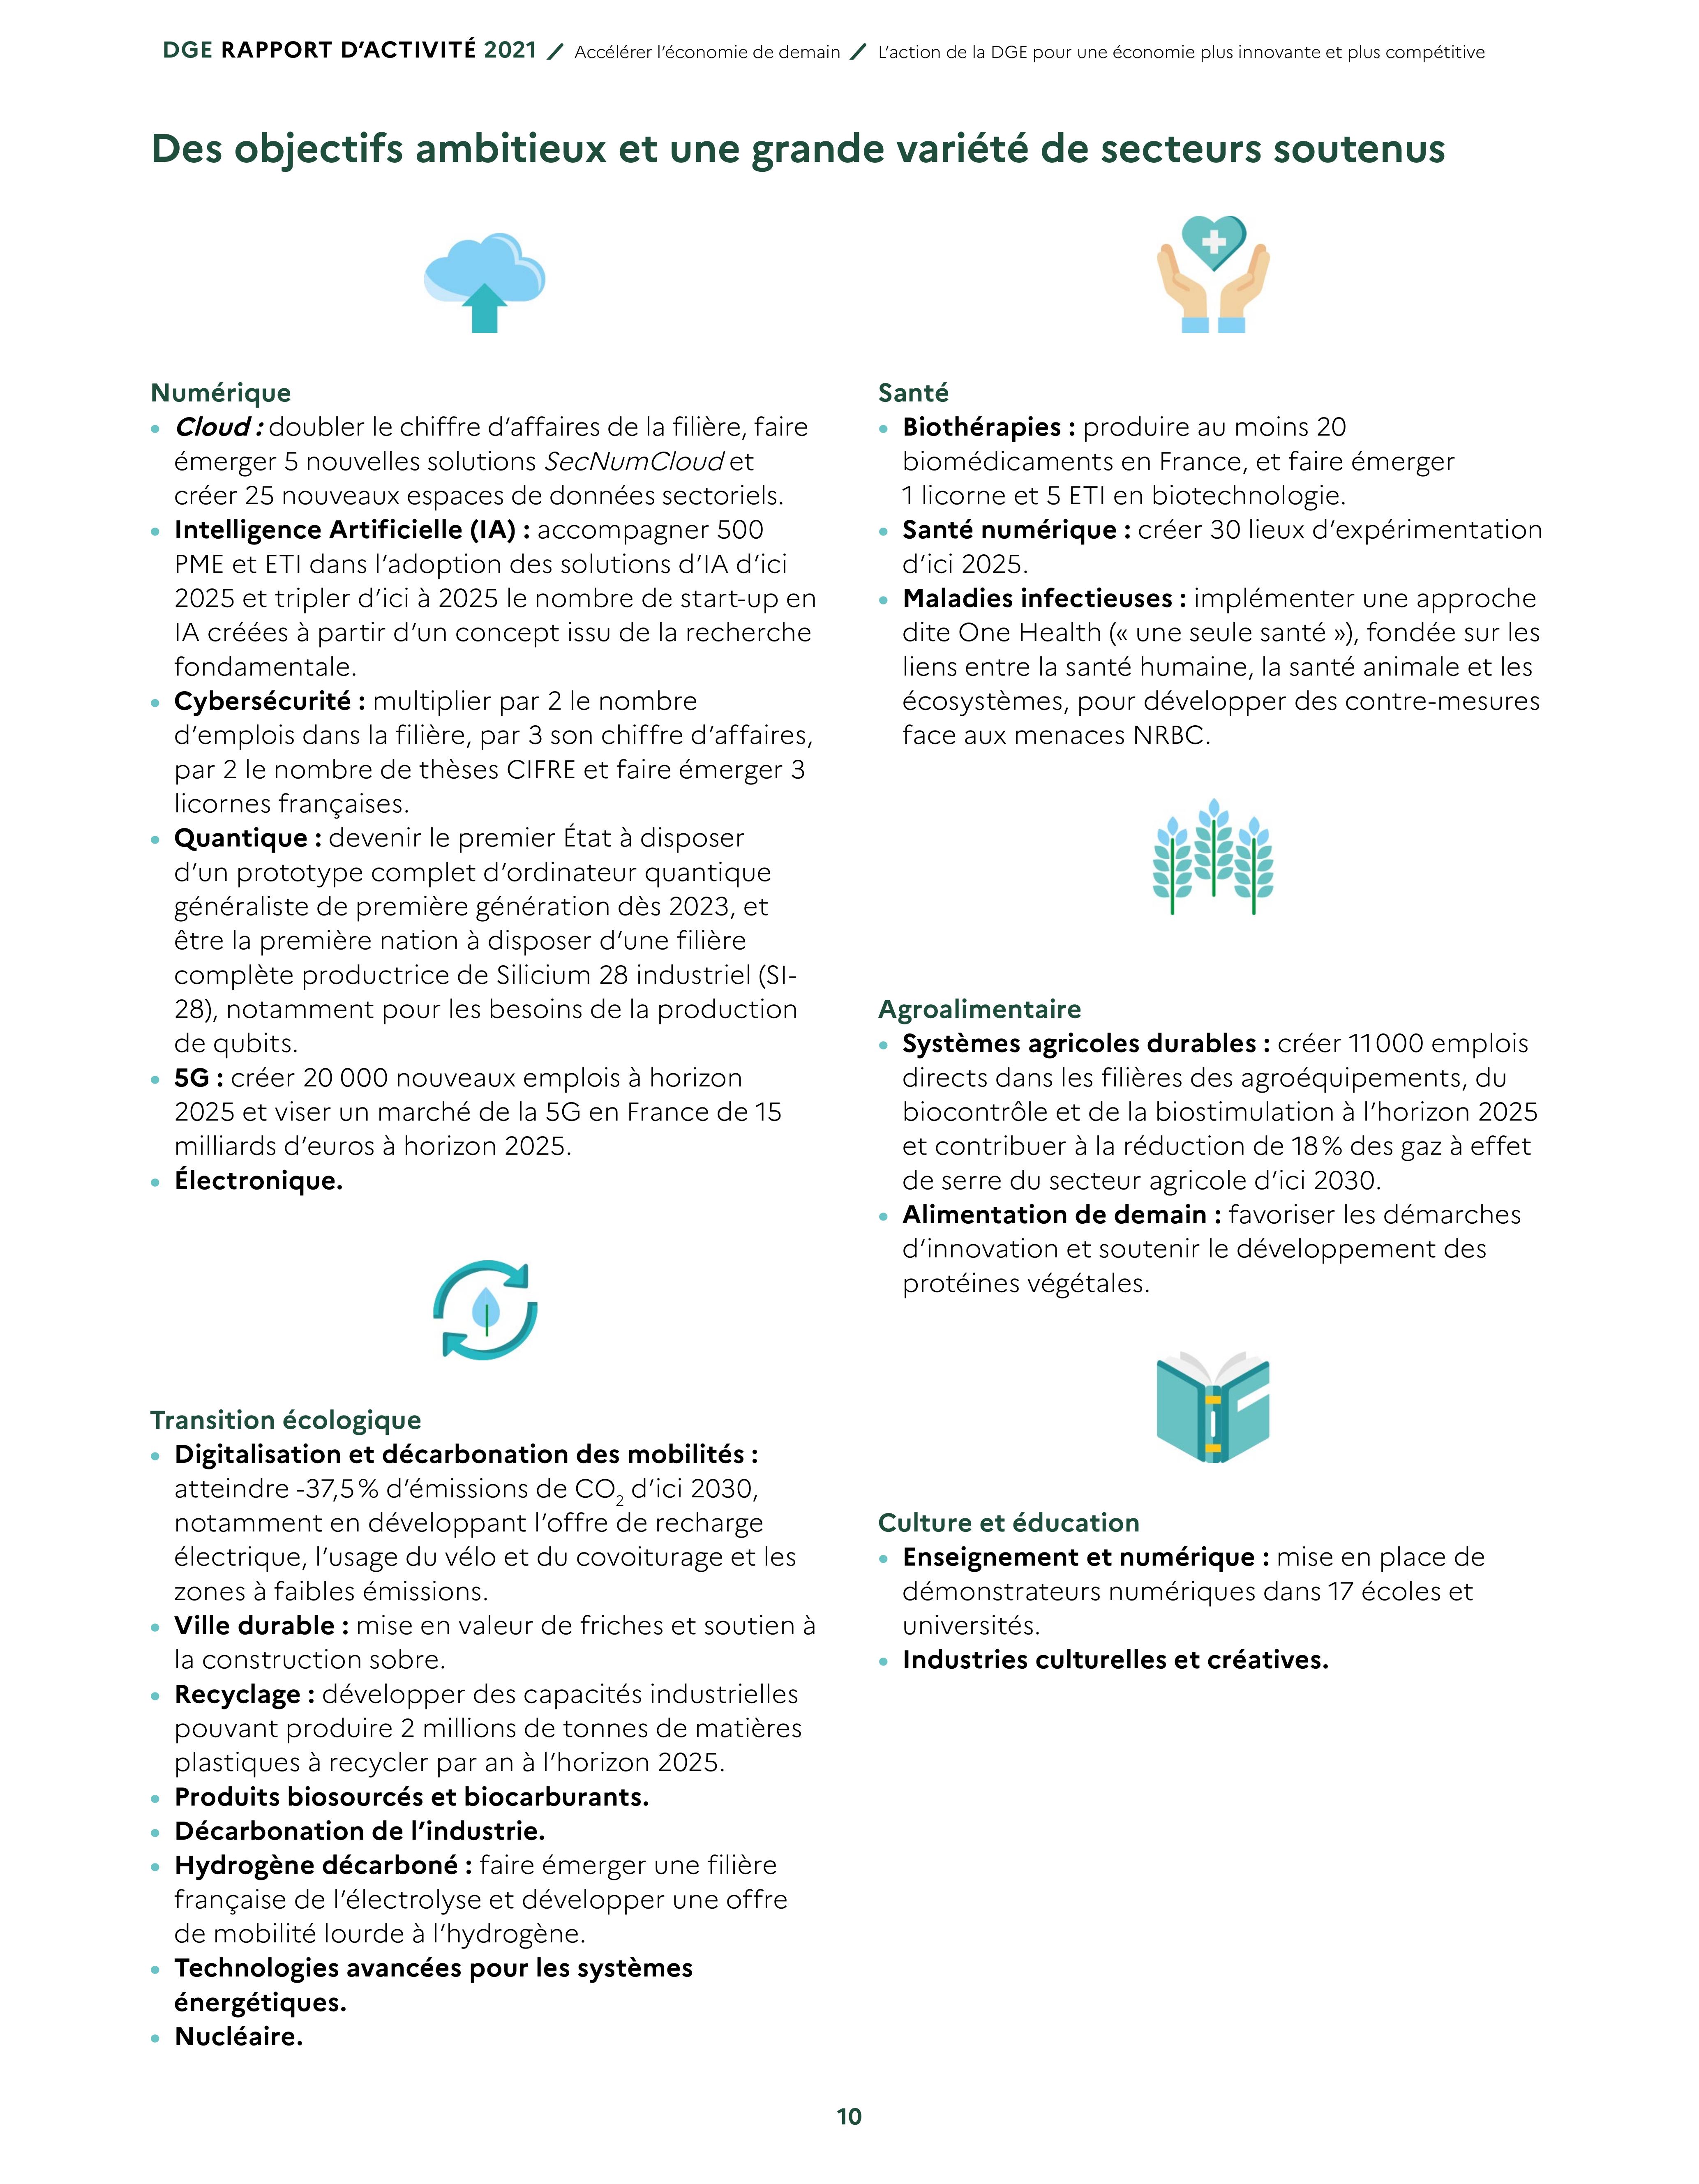 DGE RAPPORT D’ACTIVITÉ 2021 / Accélérer l’économie de demain / L’action de la DGE pour une économie plus innovante et plus compétitive
Des objectifs ambitieux et une grande variété de secteurs soutenus
Numérique
• Cloud : doubler le chiffre d’affaires de la filière, faire
émerger 5 nouvelles solutions SecNumCloud et
créer 25 nouveaux espaces de données sectoriels.
• Intelligence Artificielle (IA) : accompagner 500
PME et ETI dans l’adoption des solutions d’IA d’ici
2025 et tripler d’ici à 2025 le nombre de start-up en
IA créées à partir d’un concept issu de la recherche
fondamentale.
• Cybersécurité : multiplier par 2 le nombre
d’emplois dans la filière, par 3 son chiffre d’affaires,
par 2 le nombre de thèses CIFRE et faire émerger 3
licornes françaises.
• Quantique : devenir le premier État à disposer
d’un prototype complet d’ordinateur quantique
généraliste de première génération dès 2023, et
être la première nation à disposer d’une filière
complète productrice de Silicium 28 industriel (SI-
28), notamment pour les besoins de la production
de qubits.
• 5G : créer 20 000 nouveaux emplois à horizon
2025 et viser un marché de la 5G en France de 15
milliards d’euros à horizon 2025.
• Électronique.
Transition écologique
• Digitalisation et décarbonation des mobilités :
atteindre -37,5 % d’émissions de CO2 d’ici 2030,
notamment en développant l’offre de recharge
électrique, l’usage du vélo et du covoiturage et les
zones à faibles émissions.
• Ville durable : mise en valeur de friches et soutien à
la construction sobre.
• Recyclage : développer des capacités industrielles
pouvant produire 2 millions de tonnes de matières
plastiques à recycler par an à l’horizon 2025.
• Produits biosourcés et biocarburants.
• Décarbonation de l’industrie.
• Hydrogène décarboné : faire émerger une filière
française de l’électrolyse et développer une offre
de mobilité lourde à l’hydrogène.
• Technologies avancées pour les systèmes
énergétiques.
• Nucléaire.
Santé
• Biothérapies : produire au moins 20
biomédicaments en France, et faire émerger
1 licorne et 5 ETI en biotechnologie.
• Santé numérique : créer 30 lieux d’expérimentation
d’ici 2025.
• Maladies infectieuses : implémenter une approche
dite One Health (« une seule santé »), fondée sur les
liens entre la santé humaine, la santé animale et les
écosystèmes, pour développer des contre-mesures
face aux menaces NRBC.
Agroalimentaire
• Systèmes agricoles durables : créer 11 000 emplois
directs dans les filières des agroéquipements, du
biocontrôle et de la biostimulation à l’horizon 2025
et contribuer à la réduction de 18 % des gaz à effet
de serre du secteur agricole d’ici 2030.
• Alimentation de demain : favoriser les démarches
d’innovation et soutenir le développement des
protéines végétales.
Culture et éducation
• Enseignement et numérique : mise en place de
démonstrateurs numériques dans 17 écoles et
universités.
• Industries culturelles et créatives.
10